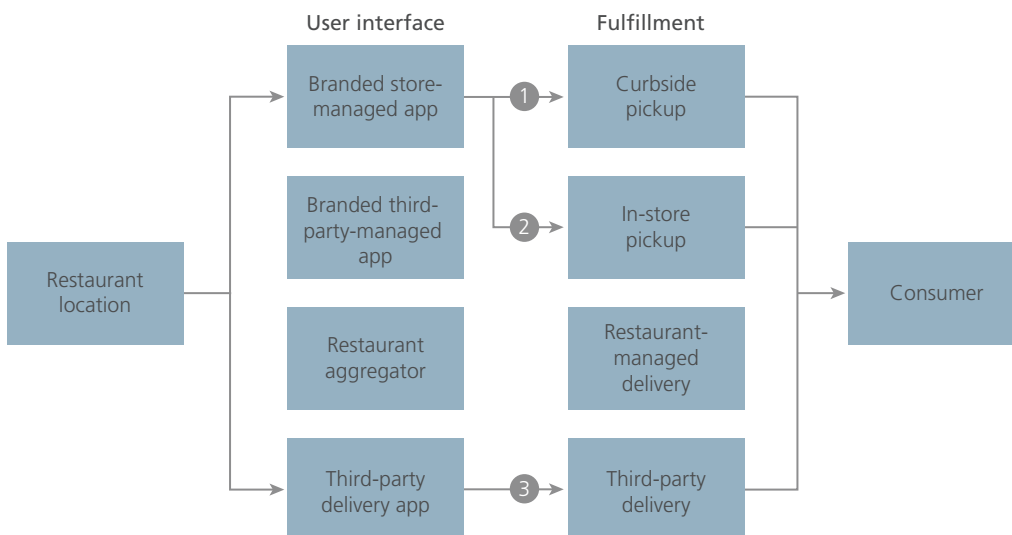 User interface
Fulfillment
Branded store-
managed app
1
Curbside
pickup
Branded third-
party-managed
app
2
In-store
pickup
Restaurant
location
Consumer
Restaurant
aggregator
Restaurant-
managed
delivery
Third-party
delivery app
3
Third-party
delivery